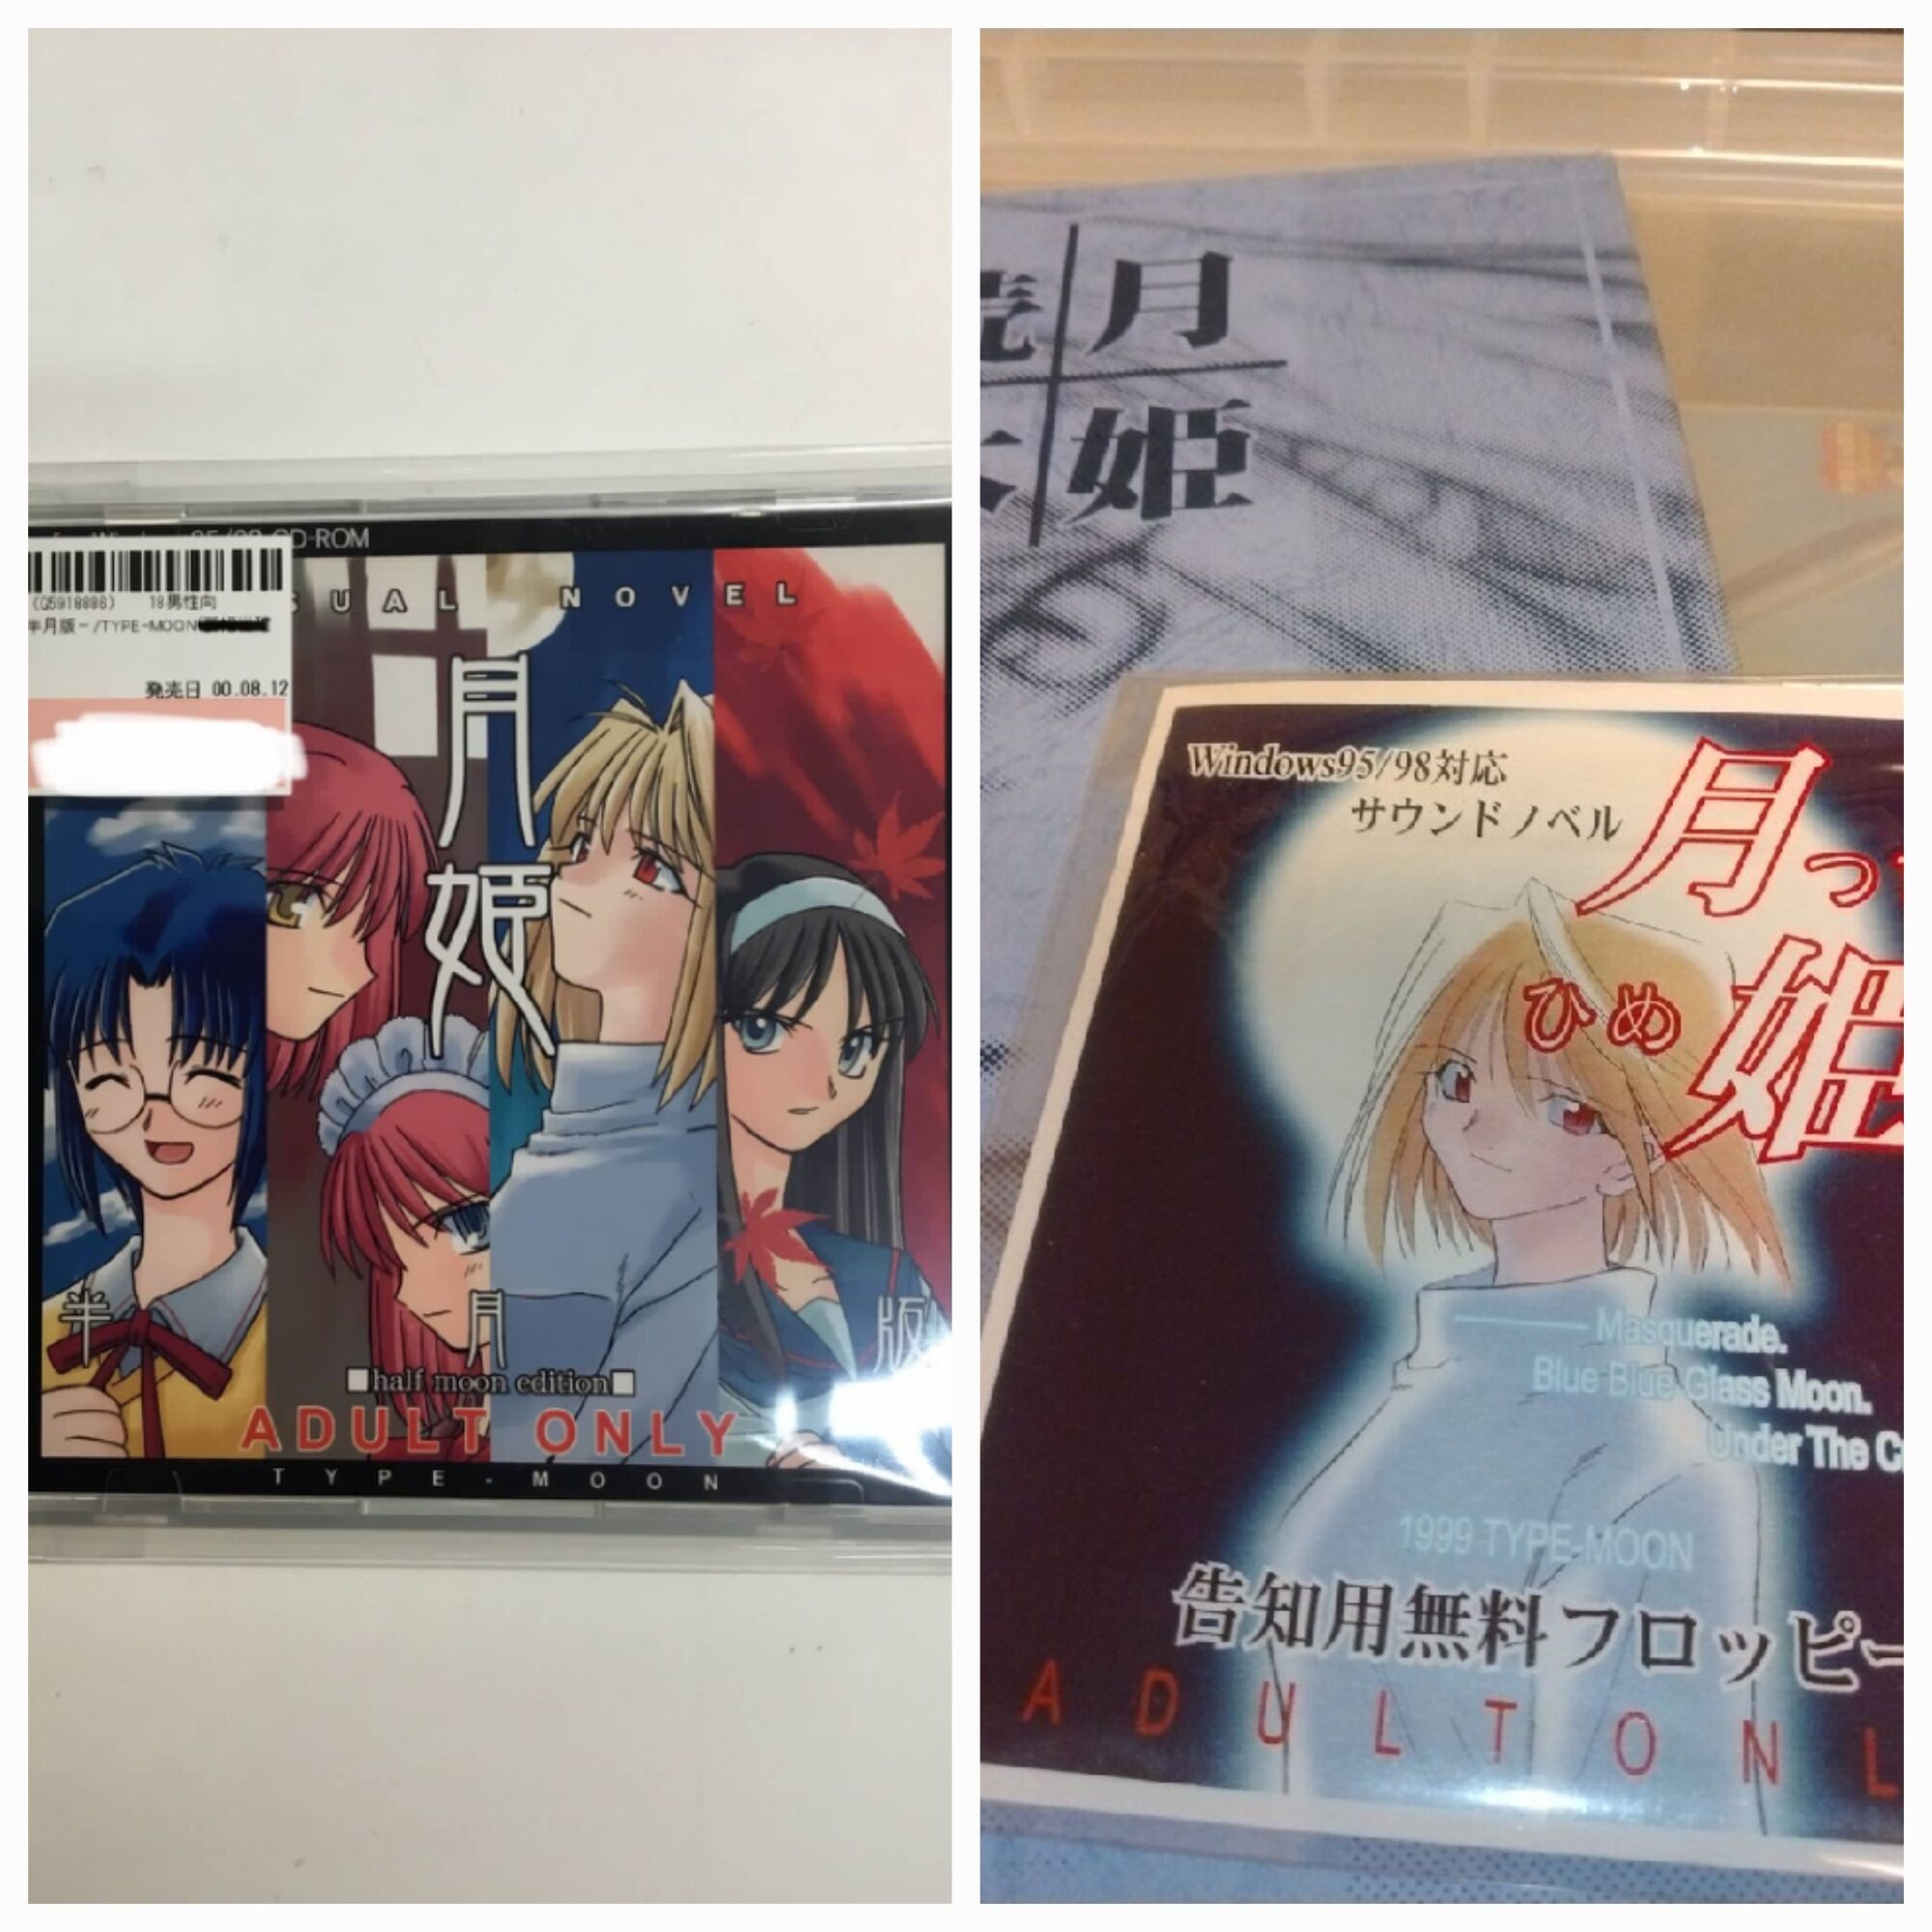 CD-ROM
(Q5918888) 18男性向
半月版-/TYPE-MOON
発売日 00.08.12
SUAL NOVEL
月姫
半月版
■half moon edition■
ADULT ONLY
TYPE-MOON
月
姫
Windows95/98対応
サウンドノベル
月っ
ひめ
姫
Masquerade.
Blue Blue Glass Moon.
Under The C
1999 TYPE-MOON
告知用無料フロッピー
ADULT ONL